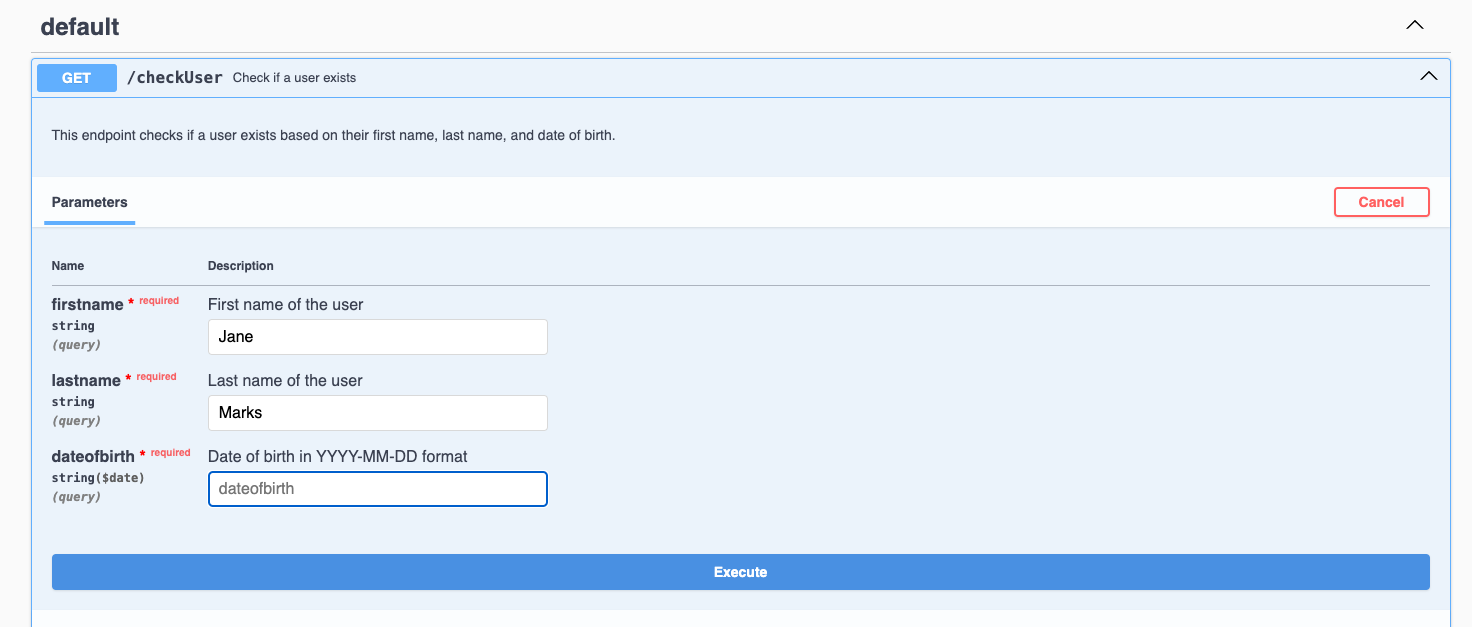 default
GET /checkUser Check if a user exists
This endpoint checks if a user exists based on their first name, last name, and date of birth.
Parameters Cancel
Name Description
firstname * required First name of the user
string
(query)
Jane
lastname * required Last name of the user
string
(query)
Marks
dateofbirth * required Date of birth in YYYY-MM-DD format
string($date)
(query)
dateofbirth
Execute